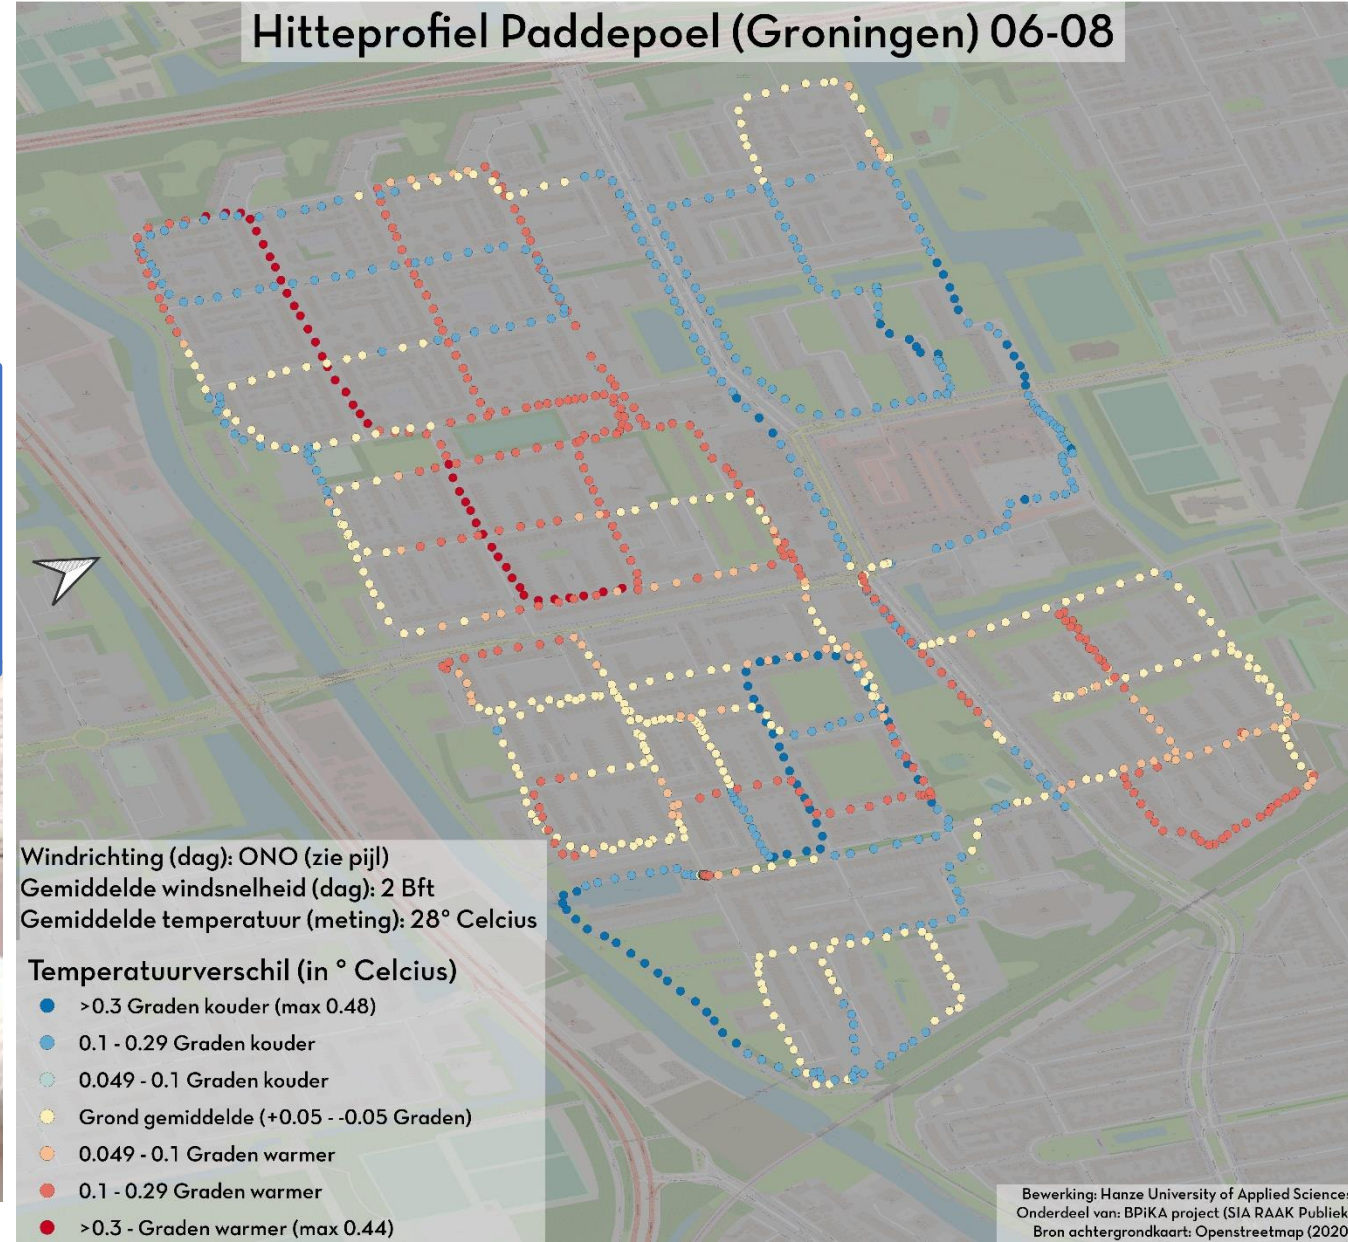 Hitteprofiel Paddepoel (Groningen) 06-08
Windrichting (dag): ONO (zie pijl)
Gemiddelde windsnelheid (dag): 2 Bft
Gemiddelde temperatuur (meting): 28° Celcius
Temperatuurverschil (in ° Celcius)
>0.3 Graden kouder (max 0.48)
0.1 - 0.29 Graden kouder
0.049 - 0.1 Graden kouder
Grond gemiddelde (+0.05 - -0.05 Graden)
0.049 - 0.1 Graden warmer
0.1 - 0.29 Graden warmer
>0.3 - Graden warmer (max 0.44)
Bewerking: Hanze University of Applied Sciences
Onderdeel van: BPiKA project (SIA RAAK Publiek
Bron achtergrondkaart: Openstreetmap (2020